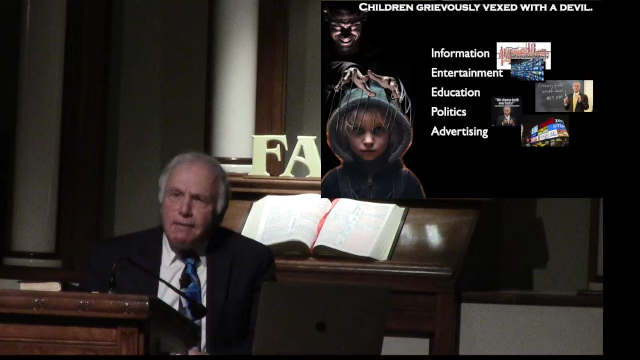 Children grievously vexed with a devil.
Information
Entertainment
Education
Politics
Advertising
FA